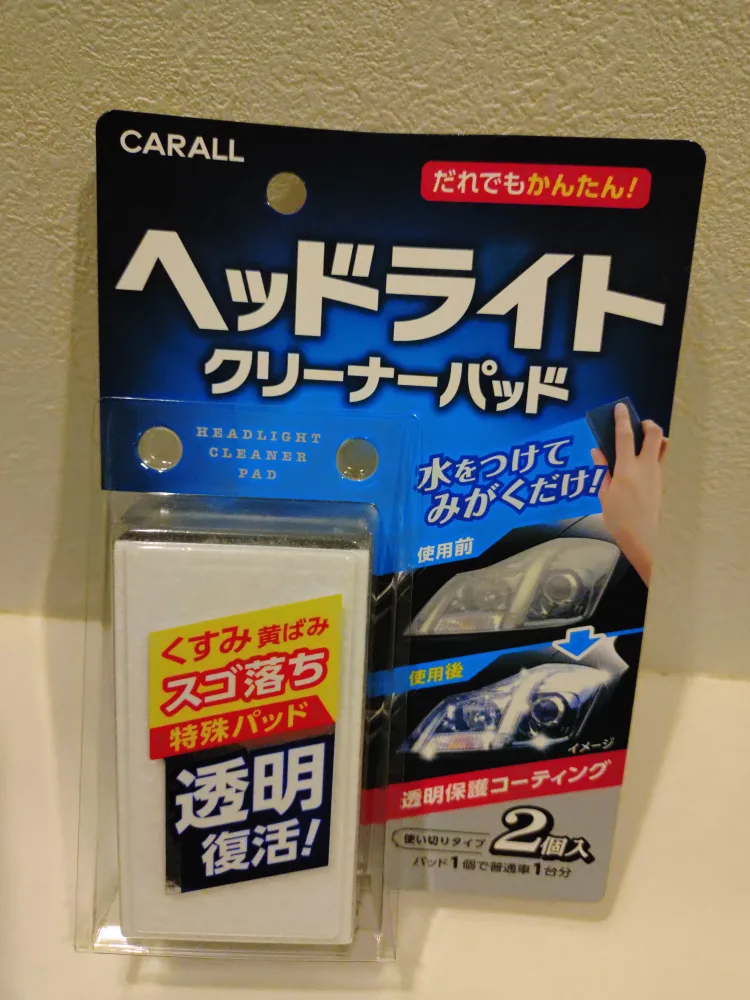 CARALL
だれでもかんたん!
ヘッドライト
クリーナーパッド
HEADLIGHT
CLEANER
PAD
水をつけて
みがくだけ!
使用前
使用後
イメージ
くすみ 黄ばみ
スゴ落ち
特殊パッド
透明
復活!
透明保護コーティング
使い切りタイプ 2個入
パッド1個で普通車1台分